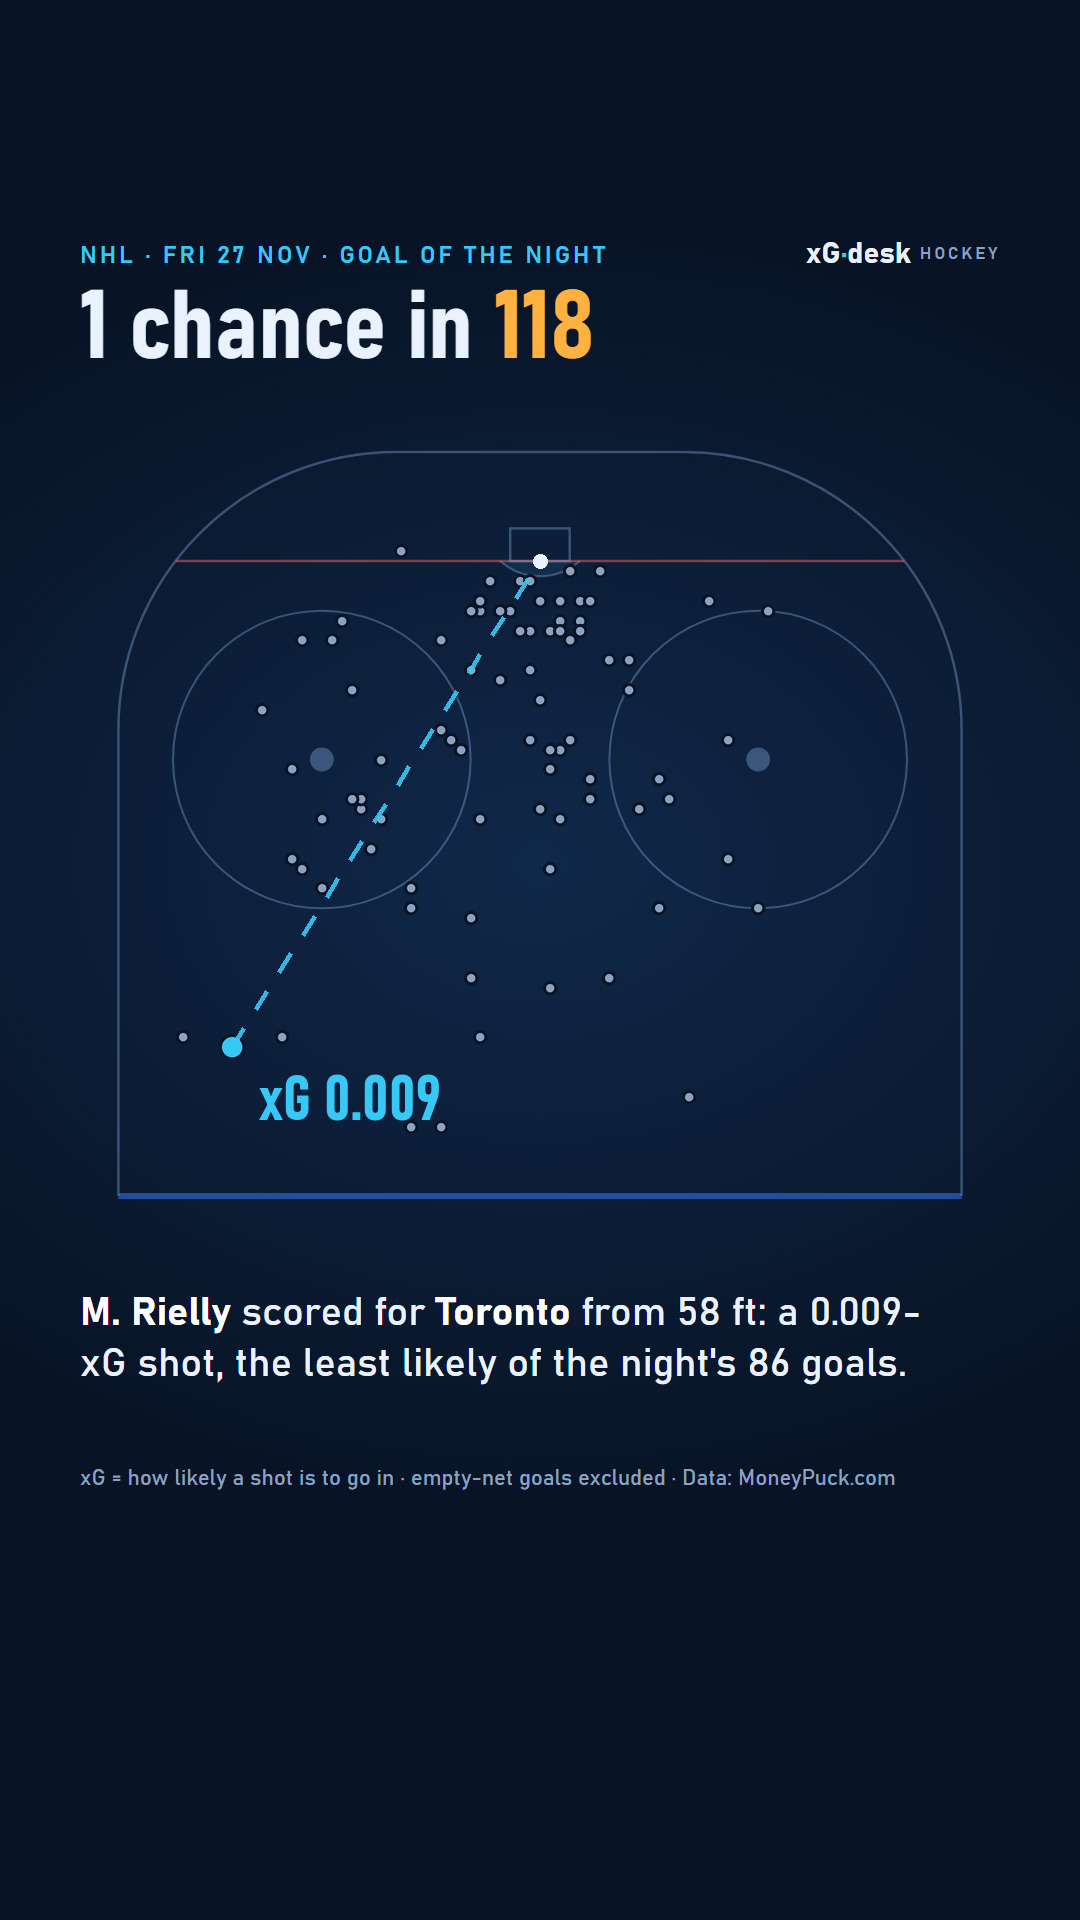 NHL · FRI 27 NOV · GOAL OF THE NIGHT
xG·desk HOCKEY
1 chance in 118
xG 0.009
M. Rielly scored for Toronto from 58 ft: a 0.009-
xG shot, the least likely of the night's 86 goals.
xG = how likely a shot is to go in · empty-net goals excluded · Data: MoneyPuck.com